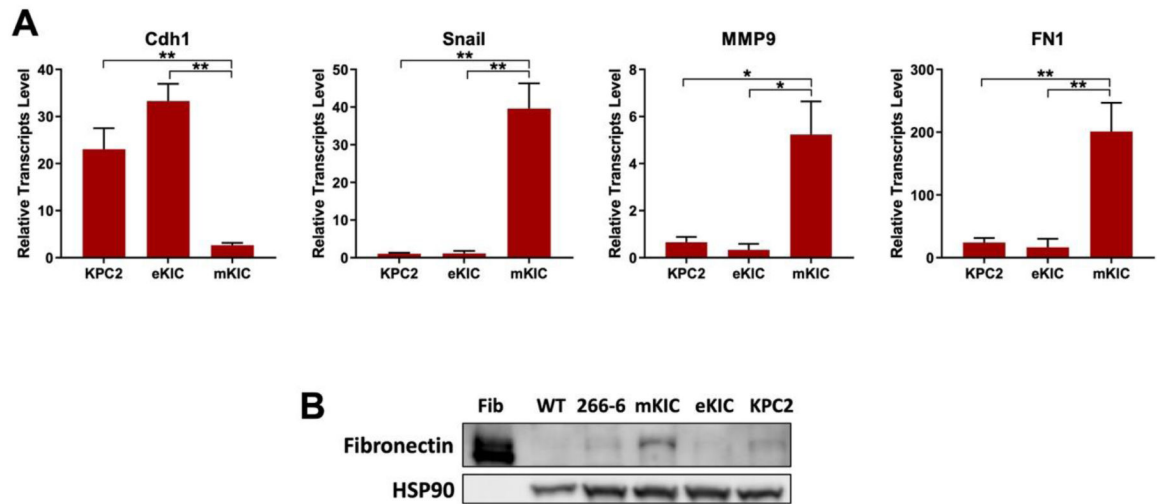 A
Cdh1
**
**
Relative Transcripts Level
40
30
20
10
0
KPC2 eKIC mKIC
Snail
**
**
Relative Transcripts Level
50
40
30
20
10
0
KPC2 eKIC mKIC
MMP9
*
*
Relative Transcripts Level
8
6
4
2
0
KPC2 eKIC mKIC
FN1
**
**
Relative Transcripts Level
300
200
100
0
KPC2 eKIC mKIC
B
Fib WT 266-6 mKIC eKIC KPC2
Fibronectin
HSP90